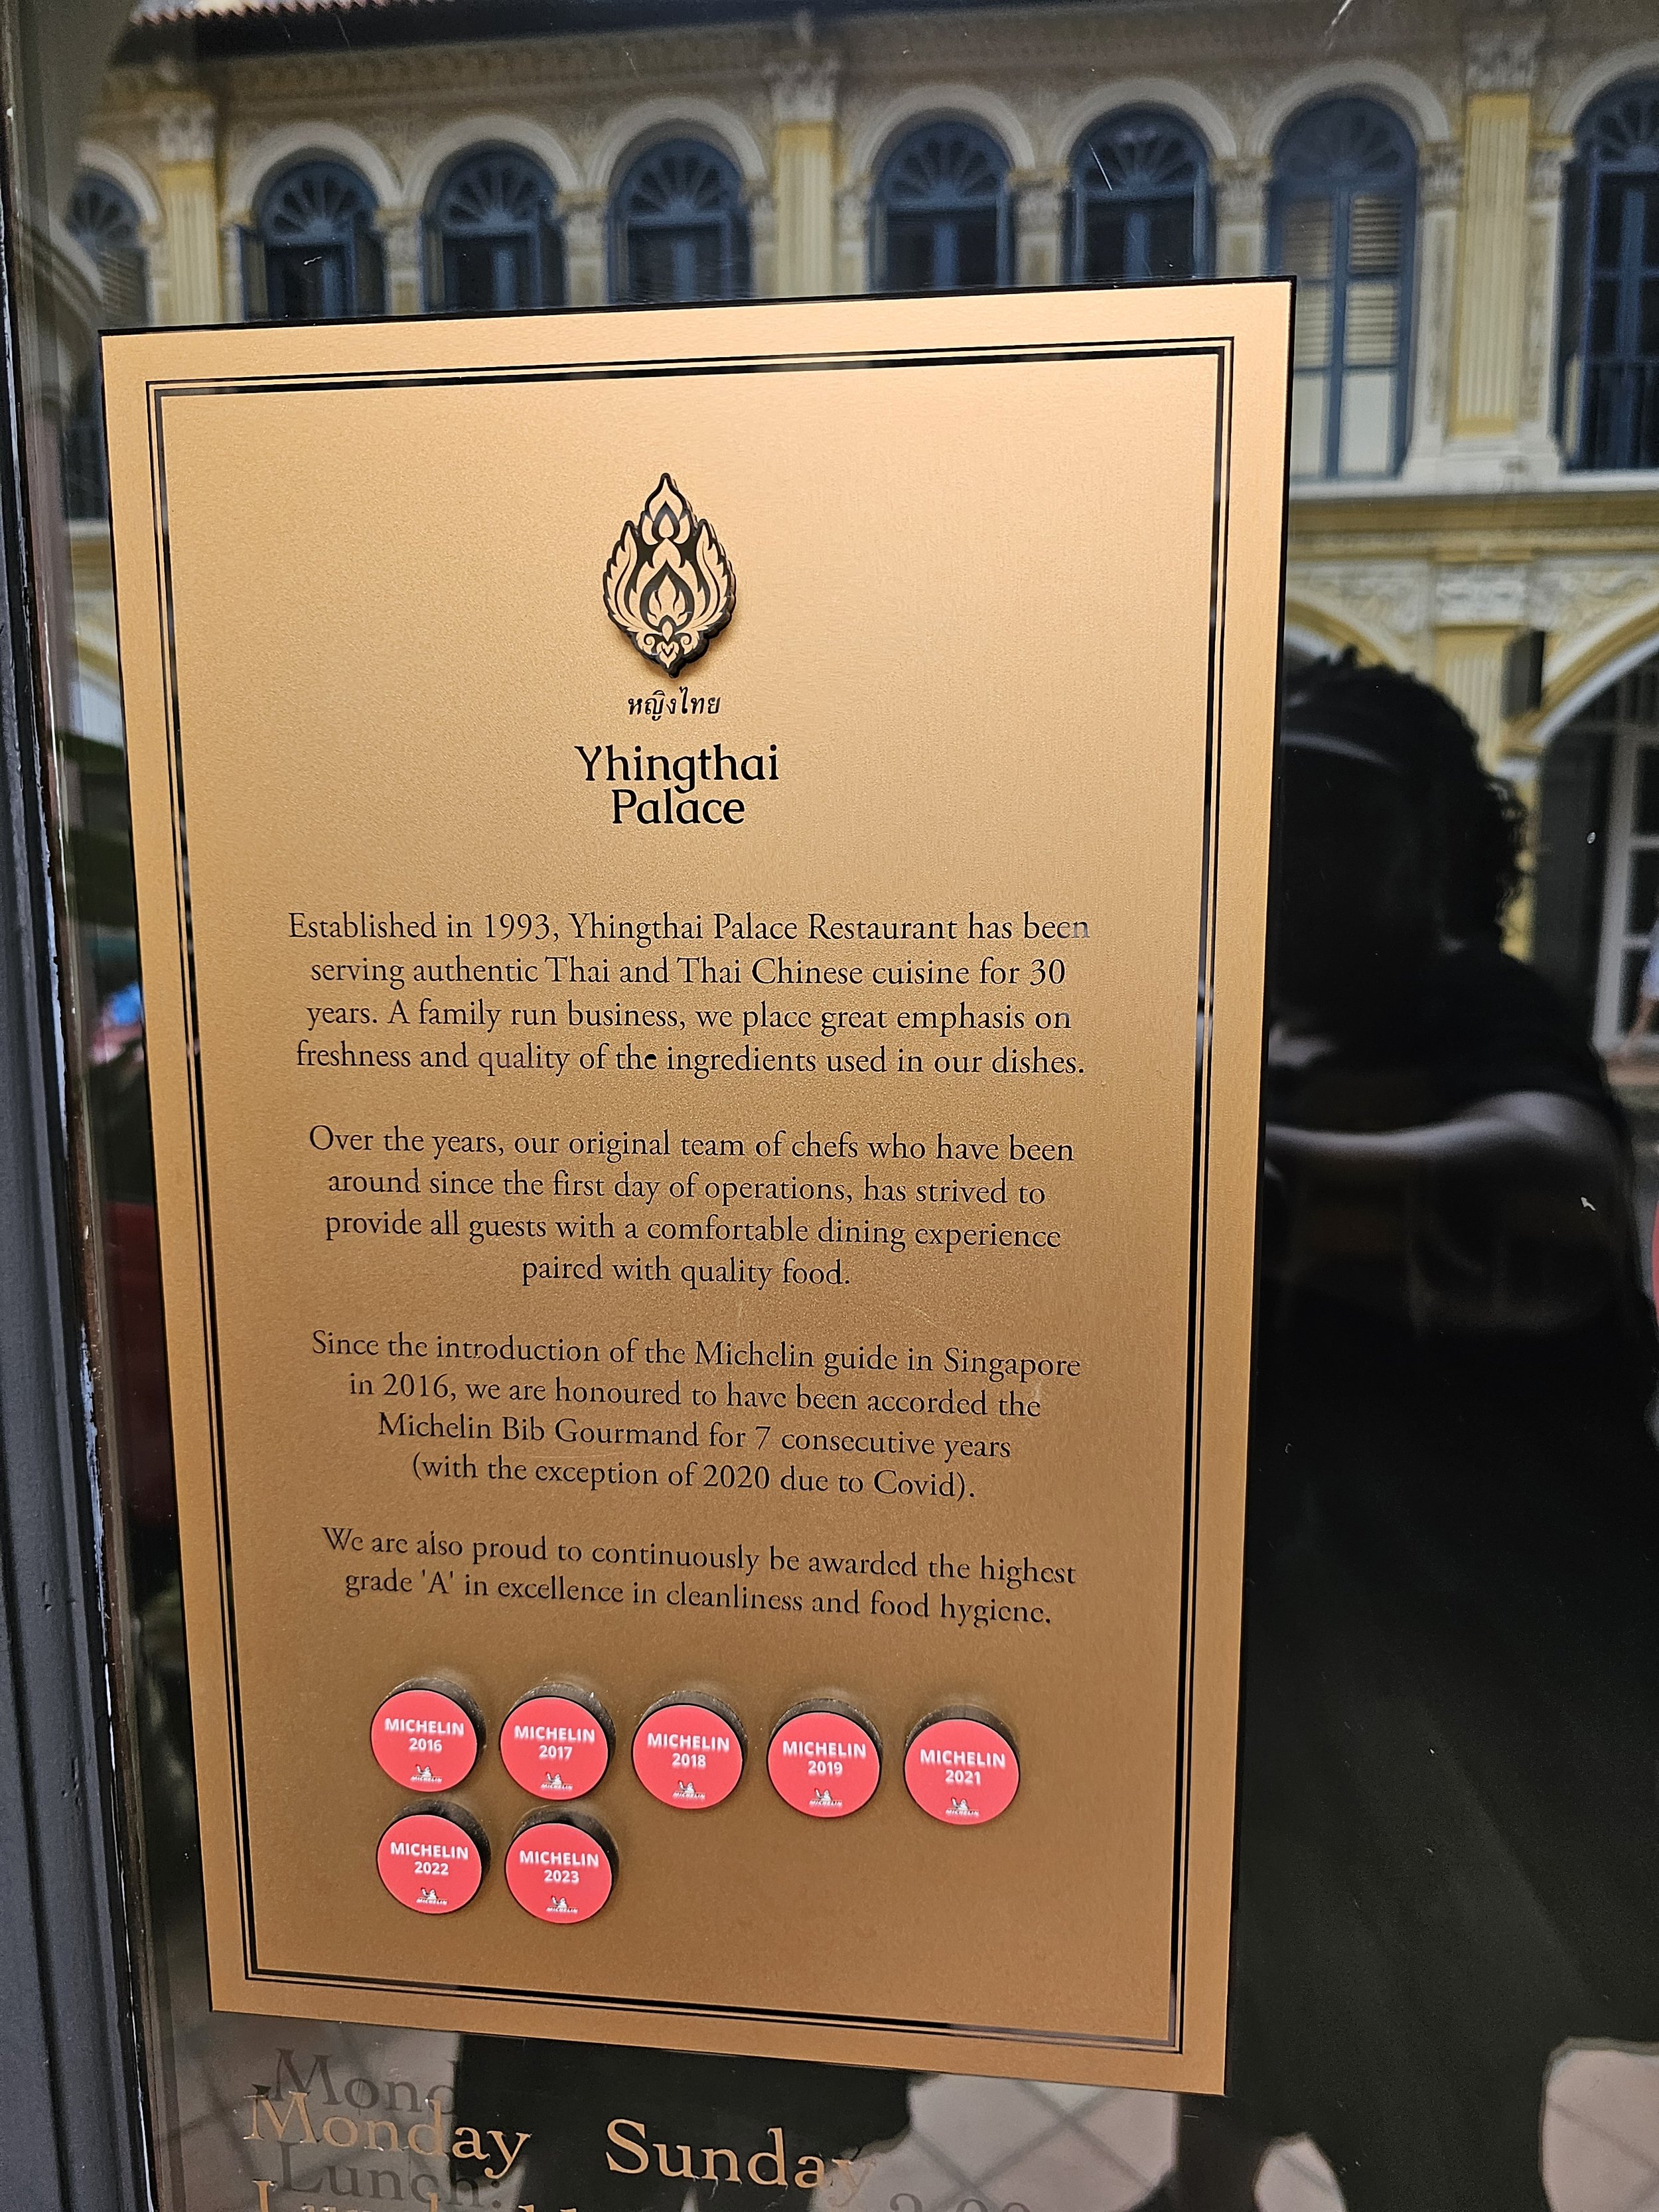 หญิงไทย
Yhingthai
Palace
Established in 1993, Yhingthai Palace Restaurant has been
serving authentic Thai and Thai Chinese cuisine for 30
years. A family run business, we place great emphasis on
freshness and quality of the ingredients used in our dishes.
Over the years, our original team of chefs who have been
around since the first day of operations, has strived to
provide all guests with a comfortable dining experience
paired with quality food.
Since the introduction of the Michelin guide in Singapore
in 2016, we are honoured to have been accorded the
Michelin Bib Gourmand for 7 consecutive years
(with the exception of 2020 due to Covid).
We are also proud to continuously be awarded the highest
grade 'A' in excellence in cleanliness and food hygiene.
MICHELIN
2016
MICHELIN
MICHELIN
2017
MICHELIN
MICHELIN
2018
MICHELIN
MICHELIN
2019
MICHELIN
MICHELIN
2021
MICHELIN
MICHELIN
2022
MICHELIN
MICHELIN
2023
MICHELIN
Monday Sunday